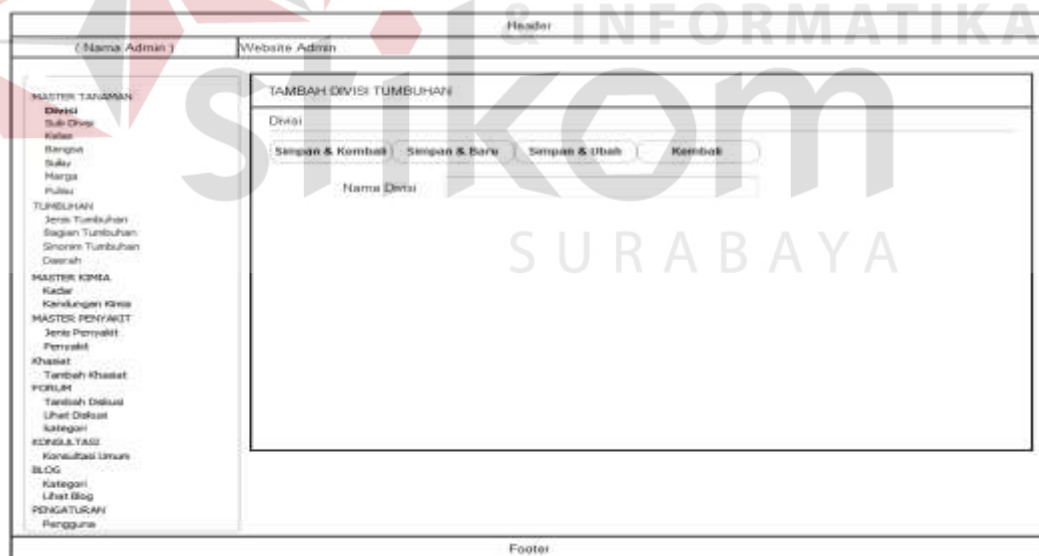 Header
& INFORMATIKA
( Nama Admin )
Website Admin
stikom
SURABAYA
MASTER TANAMAN
Divisi
Sub Divisi
Kelas
Bangsa
Suku
Marga
Pulau
TUMBUHAN
Jenis Tumbuhan
Bagian Tumbuhan
Sinonim Tumbuhan
Daerah
MASTER KIMIA
Kadar
Kandungan Kimia
MASTER PENYAKIT
Jenis Penyakit
Penyakit
Khasiat
Tambah Khasiat
FORUM
Tambah Diskusi
Lihat Diskusi
kategori
KONSULTASI
Konsultasi Umum
BLOG
Kategori
Lihat Blog
PENGATURAN
Pengguna
TAMBAH DIVISI TUMBUHAN
Divisi
Simpan & Kembali
Simpan & Baru
Simpan & Ubah
Kembali
Nama Divisi
Footer